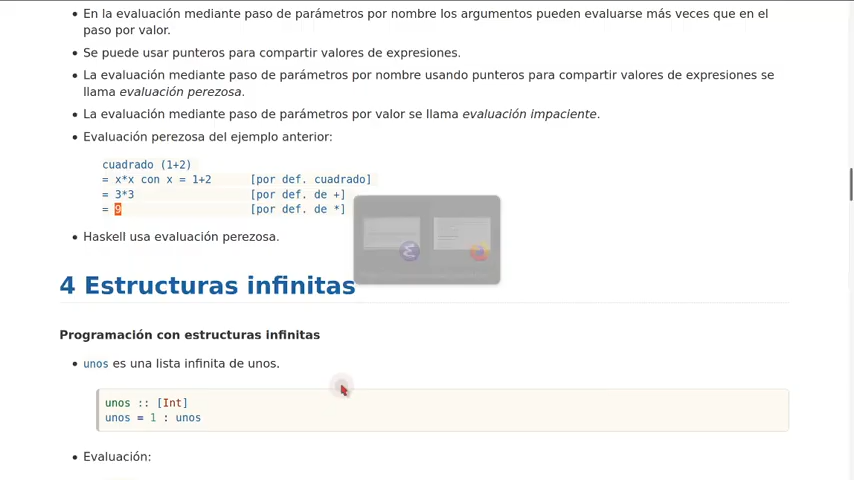 • En la evaluación mediante paso de parámetros por nombre los argumentos pueden evaluarse más veces que en el
paso por valor.
• Se puede usar punteros para compartir valores de expresiones.
• La evaluación mediante paso de parámetros por nombre usando punteros para compartir valores de expresiones se
llama evaluación perezosa.
• La evaluación mediante paso de parámetros por valor se llama evaluación impaciente.
• Evaluación perezosa del ejemplo anterior:
cuadrado (1+2)
= x*x con x = 1+2 [por def. cuadrado]
= 3*3 [por def. de +]
= 9 [por def. de *]
• Haskell usa evaluación perezosa.
4 Estructuras infinitas
Programación con estructuras infinitas
• unos es una lista infinita de unos.
unos :: [Int]
unos = 1 : unos
• Evaluación: